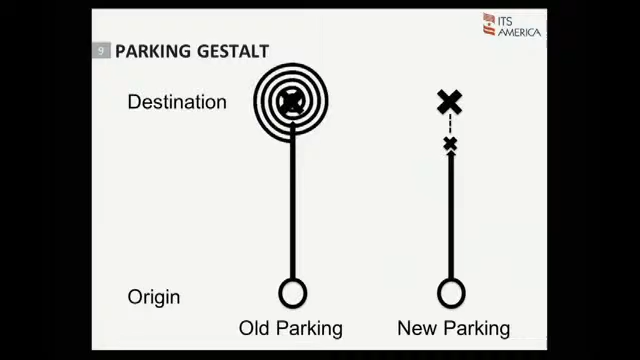 ITS
AMERICA
9
PARKING GESTALT
Destination
Origin
Old Parking
New Parking